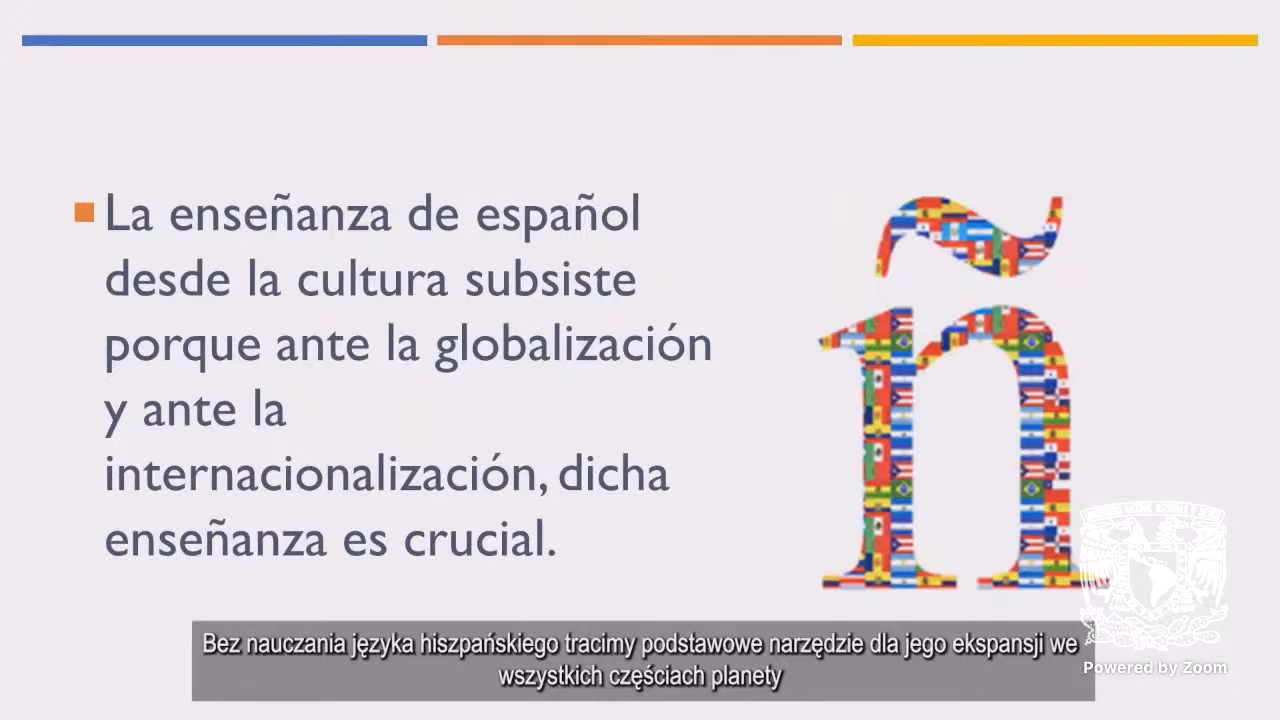 La enseñanza de español
desde la cultura subsiste
porque ante la globalización
y ante la
internacionalización, dicha
enseñanza es crucial.
ñ
Bez nauczania języka hiszpańskiego tracimy podstawowe narzędzie dla jego ekspansji we
wszystkich częściach planety
Powered by Zoom